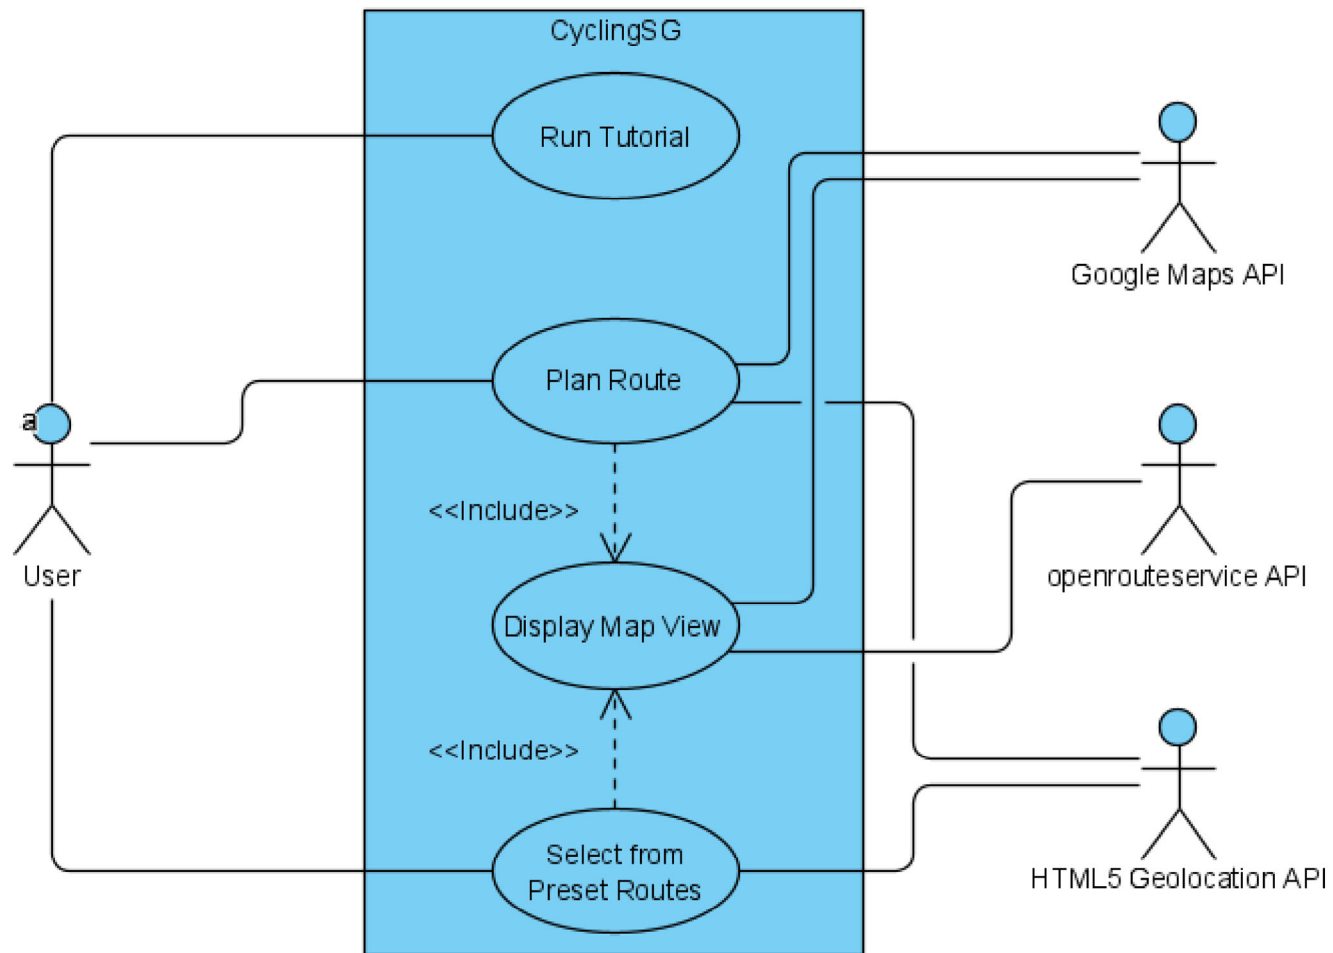 CyclingSG
Run Tutorial
Google Maps API
Plan Route
<<Include>>
User
openrouteservice API
Display Map View
<<Include>>
Select from
Preset Routes
HTML5 Geolocation API